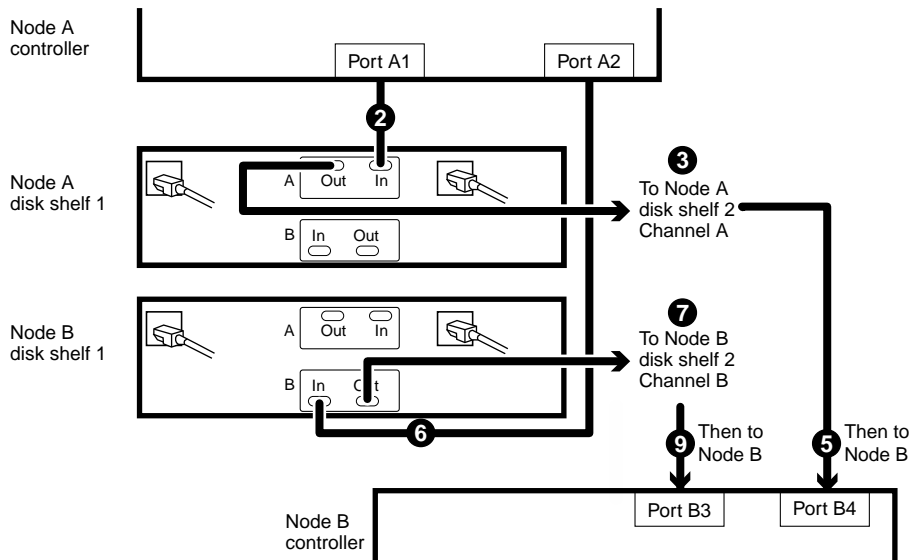 Node A
controller
Port A1
Port A2
2
Node A
disk shelf 1
A
Out
In
B
In
Out
3
To Node A
disk shelf 2
Channel A
Node B
disk shelf 1
A
Out
In
B
In
7
To Node B
disk shelf 2
Channel B
6
9
Then to
Node B
5
Then to
Node B
Port B3
Port B4
Node B
controller